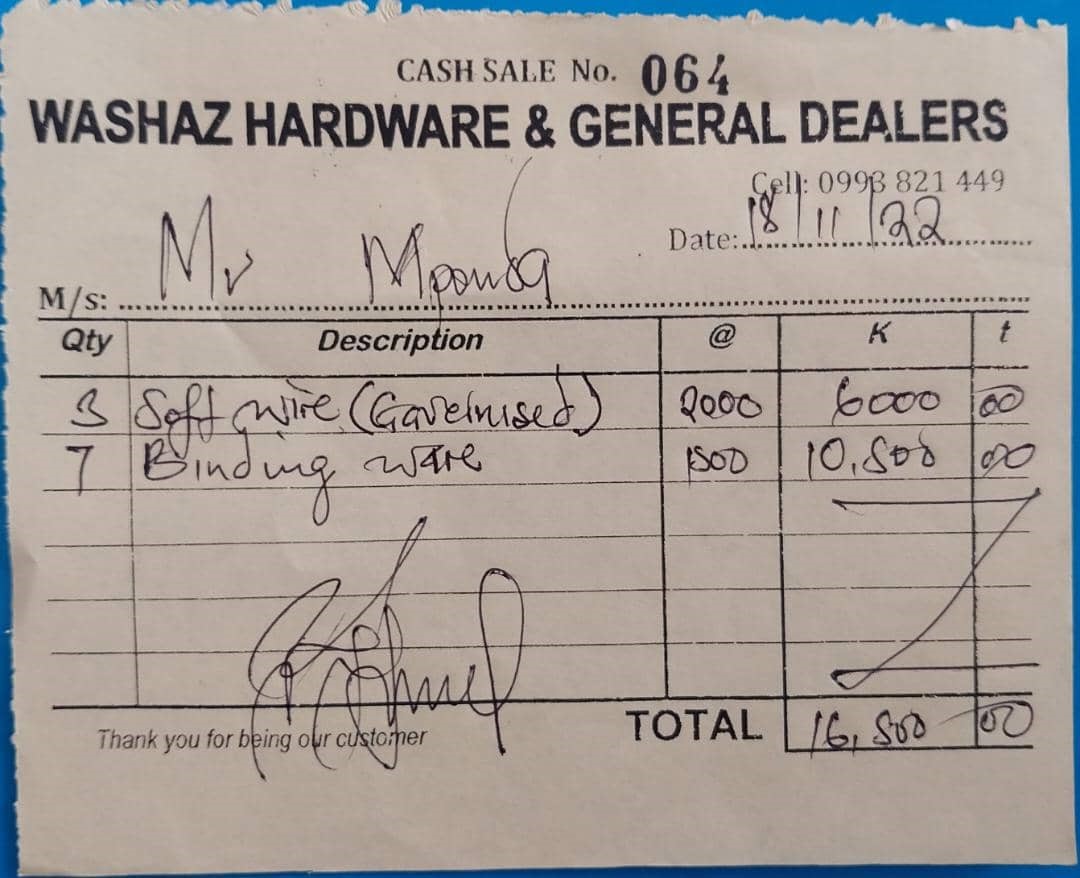 CASH SALE No. 064
WASHAZ HARDWARE & GENERAL DEALERS
Cell: 0993 821 449
Date: 18/11/22
M/s: Mr Mponda
Qty Description @ K t
3 Soft wire (Gavelnised) 2000 6000 00
7 Binding ware 1500 10,500 00
TOTAL 16,500 00
Thank you for being our customer